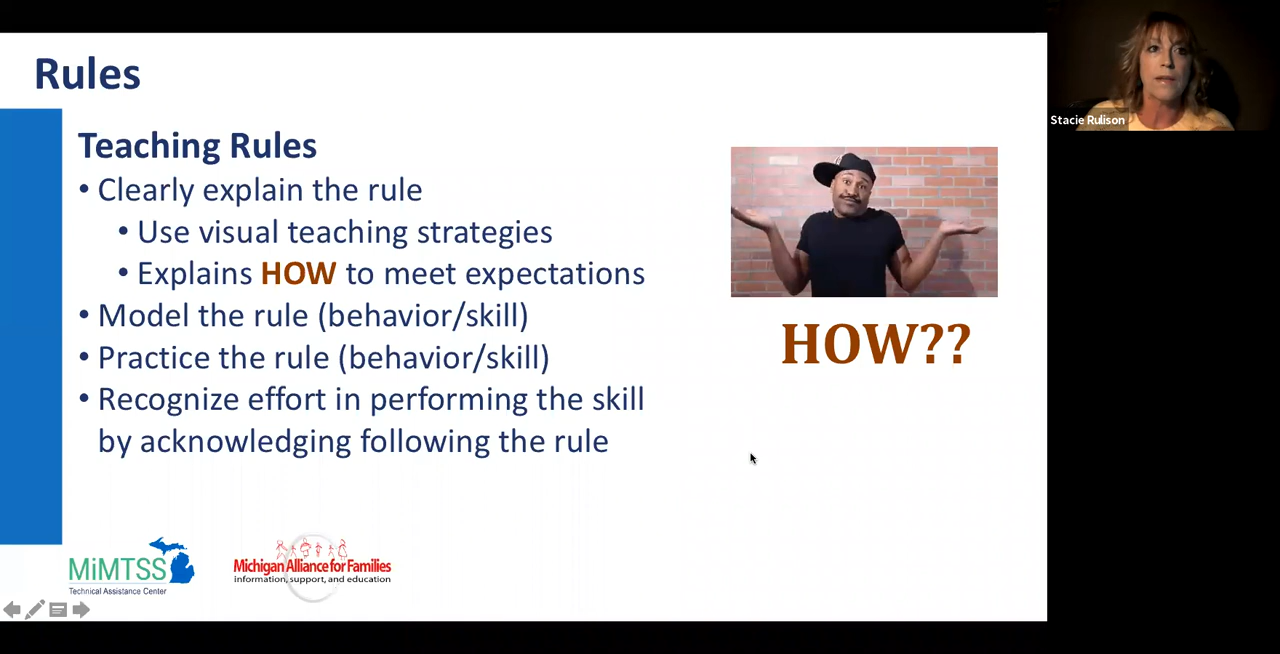 Rules
Teaching Rules
• Clearly explain the rule
• Use visual teaching strategies
• Explains HOW to meet expectations
• Model the rule (behavior/skill)
• Practice the rule (behavior/skill)
• Recognize effort in performing the skill
by acknowledging following the rule
HOW??
Stacie Rulison
MiMTSS
Technical Assistance Center
Michigan Alliance for Families
information, support, and education